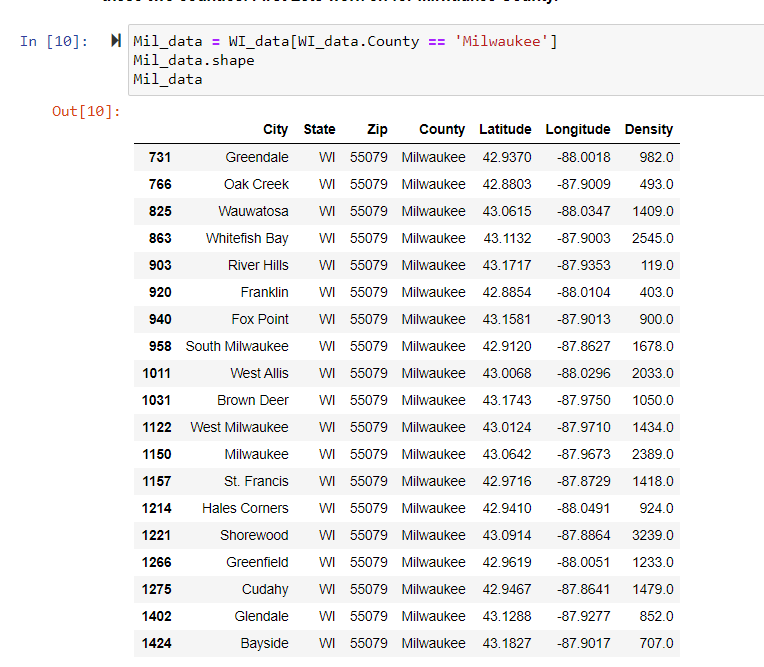 these two counties. First Lets work on for Milwaukee County.
In [10]: Mil_data = WI_data[WI_data.County == 'Milwaukee']
Mil_data.shape
Mil_data
Out[10]:
City State Zip County Latitude Longitude Density
731 Greendale WI 55079 Milwaukee 42.9370 -88.0018 982.0
766 Oak Creek WI 55079 Milwaukee 42.8803 -87.9009 493.0
825 Wauwatosa WI 55079 Milwaukee 43.0615 -88.0347 1409.0
863 Whitefish Bay WI 55079 Milwaukee 43.1132 -87.9003 2545.0
903 River Hills WI 55079 Milwaukee 43.1717 -87.9353 119.0
920 Franklin WI 55079 Milwaukee 42.8854 -88.0104 403.0
940 Fox Point WI 55079 Milwaukee 43.1581 -87.9013 900.0
958 South Milwaukee WI 55079 Milwaukee 42.9120 -87.8627 1678.0
1011 West Allis WI 55079 Milwaukee 43.0068 -88.0296 2033.0
1031 Brown Deer WI 55079 Milwaukee 43.1743 -87.9750 1050.0
1122 West Milwaukee WI 55079 Milwaukee 43.0124 -87.9710 1434.0
1150 Milwaukee WI 55079 Milwaukee 43.0642 -87.9673 2389.0
1157 St. Francis WI 55079 Milwaukee 42.9716 -87.8729 1418.0
1214 Hales Corners WI 55079 Milwaukee 42.9410 -88.0491 924.0
1221 Shorewood WI 55079 Milwaukee 43.0914 -87.8864 3239.0
1266 Greenfield WI 55079 Milwaukee 42.9619 -88.0051 1233.0
1275 Cudahy WI 55079 Milwaukee 42.9467 -87.8641 1479.0
1402 Glendale WI 55079 Milwaukee 43.1288 -87.9277 852.0
1424 Bayside WI 55079 Milwaukee 43.1827 -87.9017 707.0